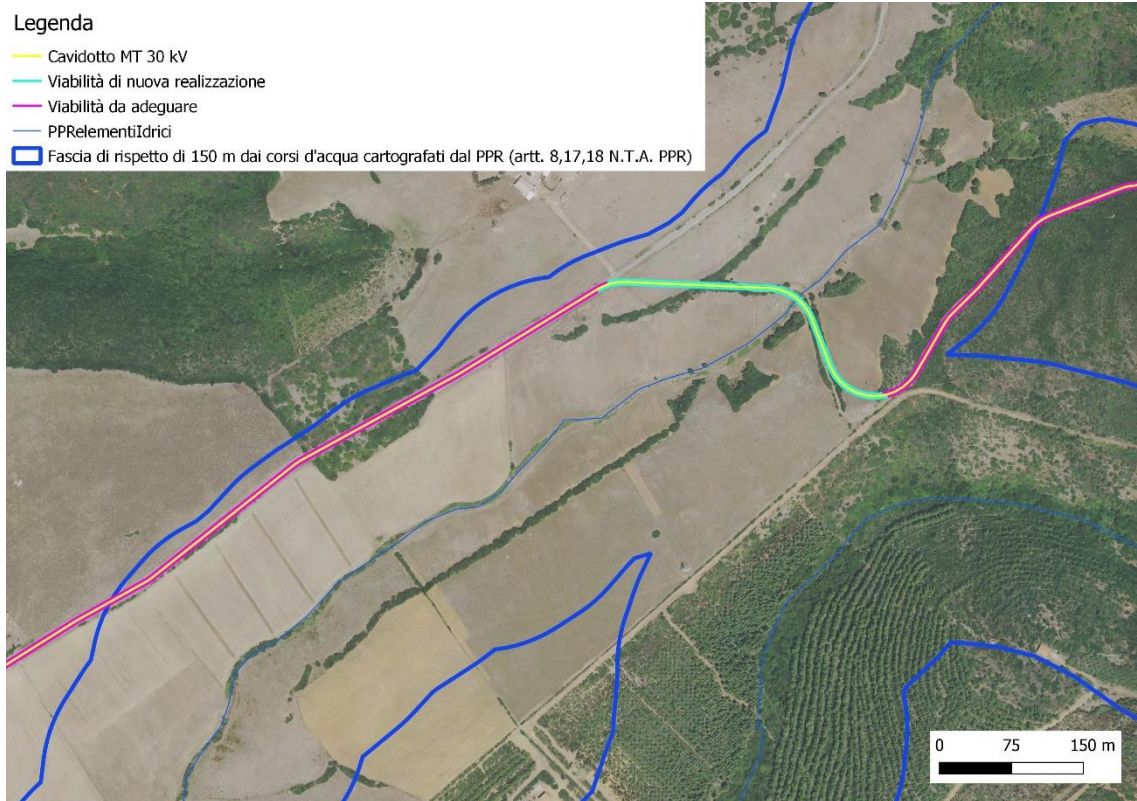 Legenda
Cavidotto MT 30 kV
Viabilità di nuova realizzazione
Viabilità da adeguare
PPRelementiIdrici
Fascia di rispetto di 150 m dai corsi d'acqua cartografati dal PPR (artt. 8,17,18 N.T.A. PPR)
0 75 150 m